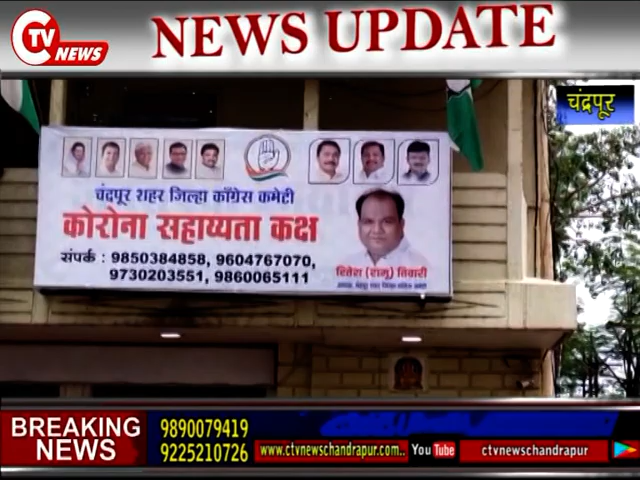 CTV NEWS
NEWS UPDATE
चंद्रपूर
चंद्रपूर शहर जिल्हा काँग्रेस कमेटी
कोरोना सहाय्यता कक्ष
संपर्क : 9850384858, 9604767070,
9730203551, 9860065111
रितेश (रामु) तिवारी
BREAKING NEWS
9890079419
9225210726
www.ctvnewschandrapur.com..
YouTube
ctvnewschandrapur